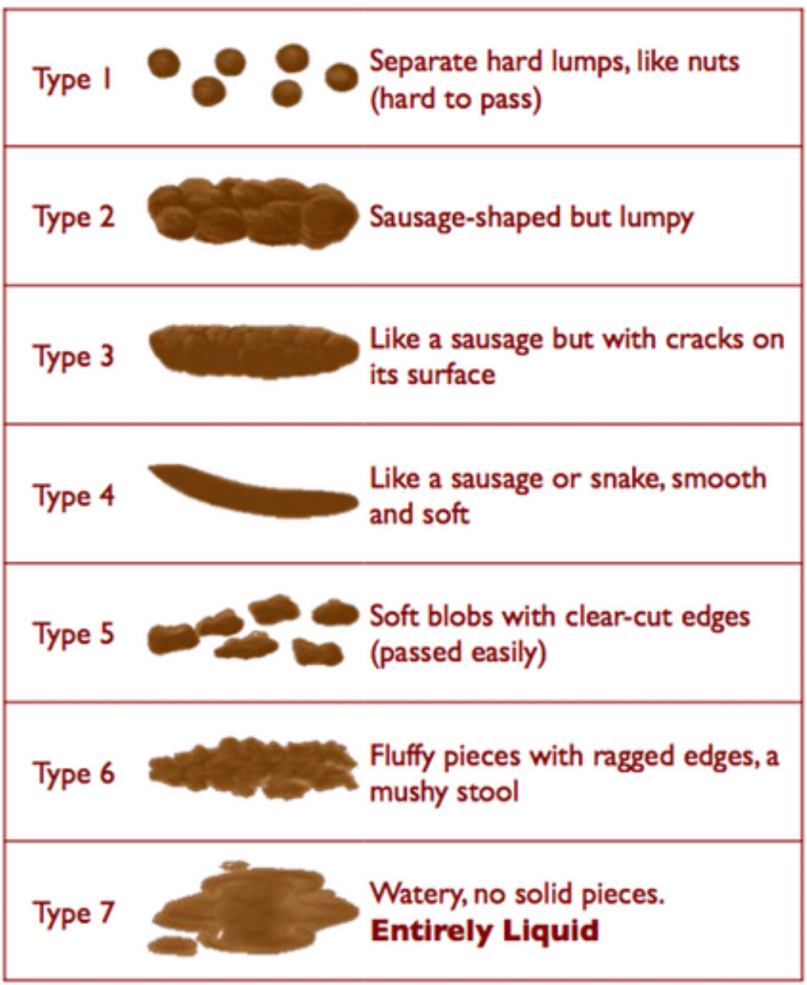 Type 1
Separate hard lumps, like nuts
(hard to pass)
Type 2
Sausage-shaped but lumpy
Type 3
Like a sausage but with cracks on
its surface
Type 4
Like a sausage or snake, smooth
and soft
Type 5
Soft blobs with clear-cut edges
(passed easily)
Type 6
Fluffy pieces with ragged edges, a
mushy stool
Type 7
Watery, no solid pieces.
Entirely Liquid